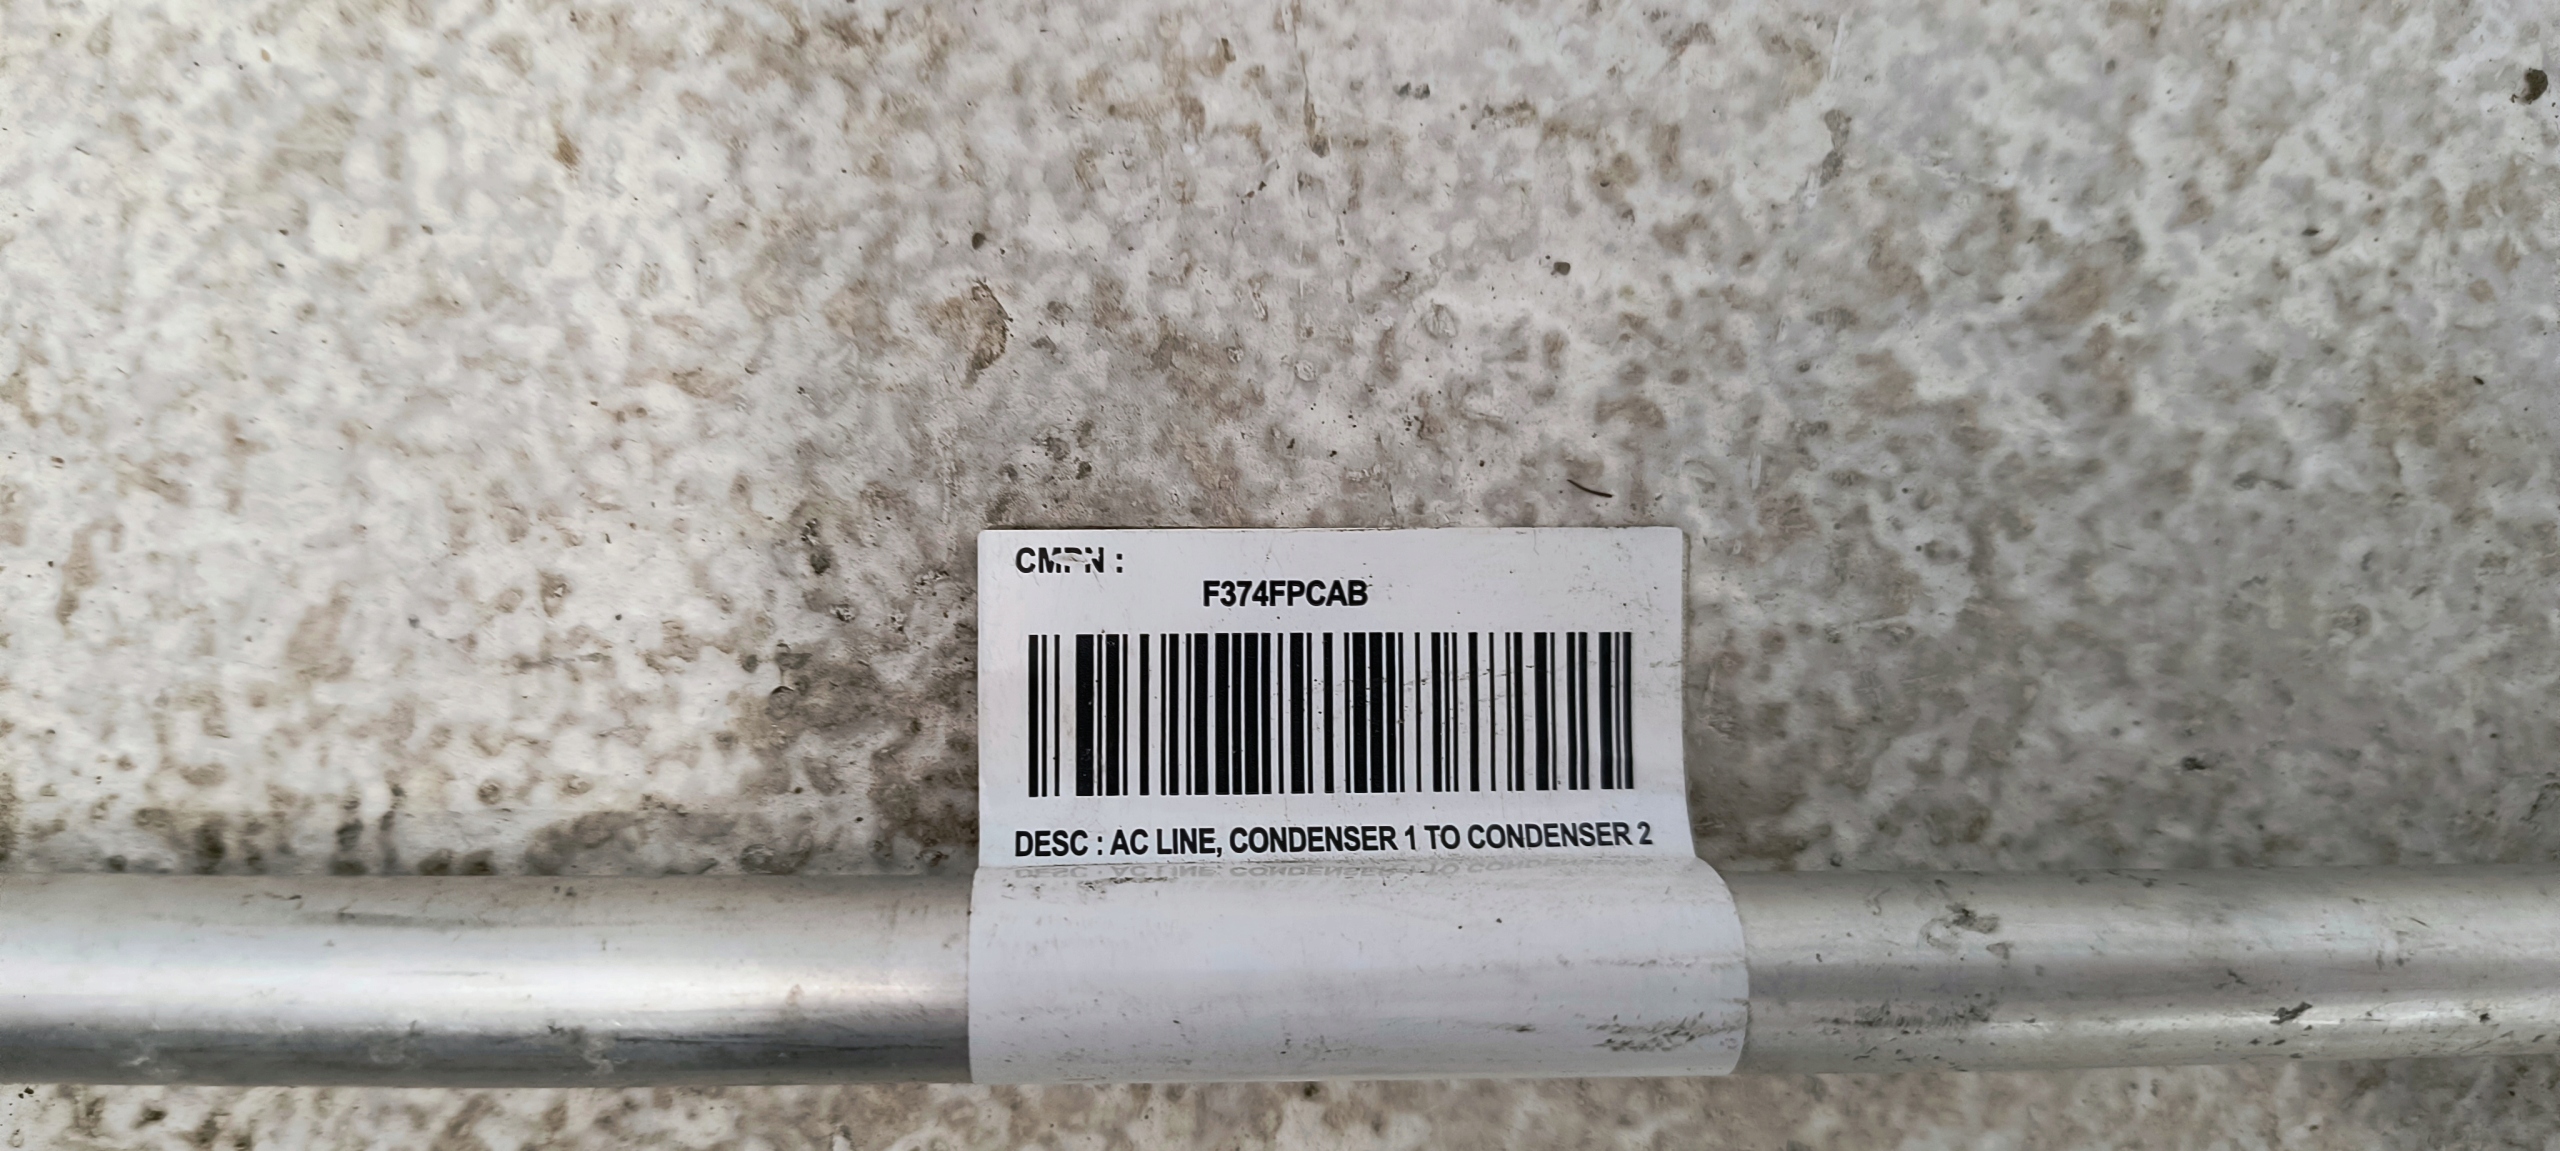 CMPN :
F374FPCAB
DESC : AC LINE, CONDENSER 1 TO CONDENSER 2